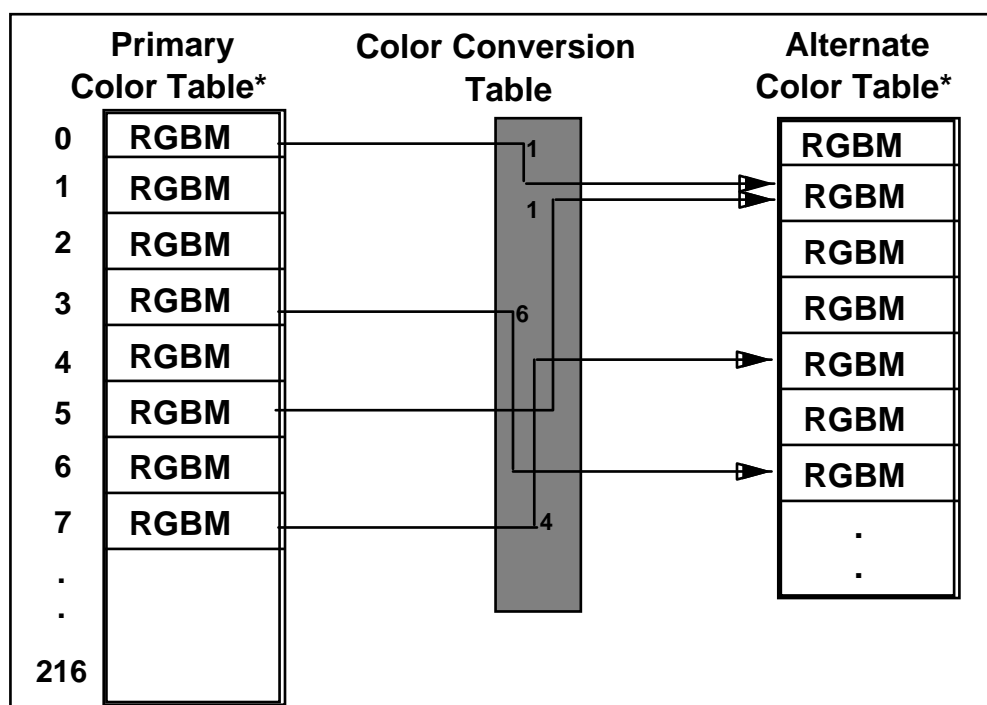 Primary
Color Table*
Color Conversion
Table
Alternate
Color Table*
0 RGBM 1 RGBM
1 RGBM 1 RGBM
2 RGBM RGBM
3 RGBM 6 RGBM
4 RGBM RGBM
5 RGBM RGBM
6 RGBM RGBM
7 RGBM 4 .
. .
.
216